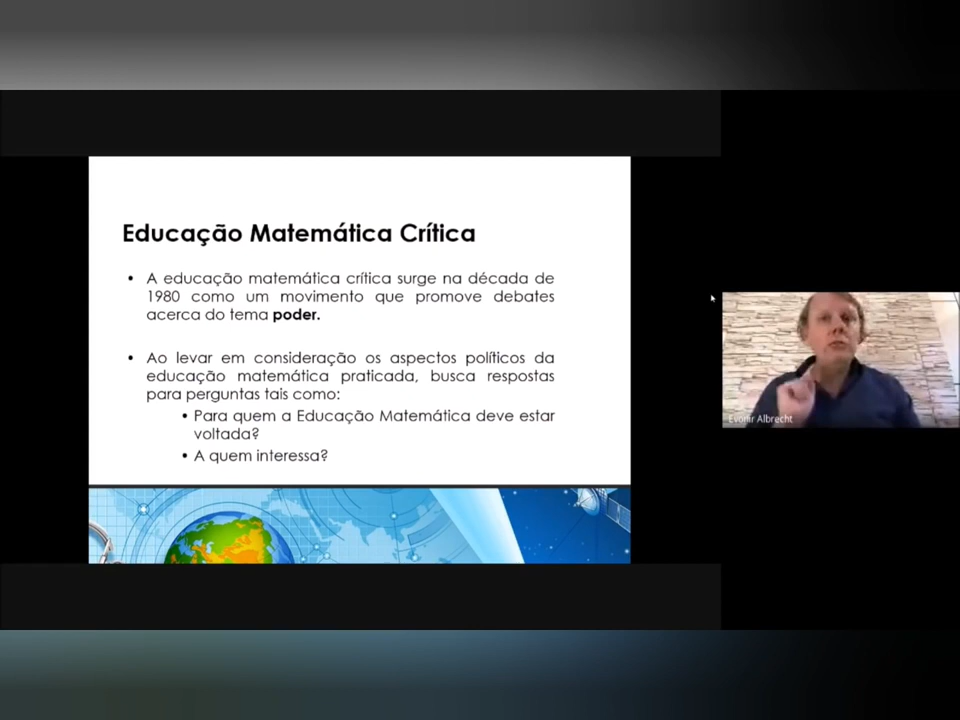 Educação Matemática Crítica
• A educação matemática crítica surge na década de
1980 como um movimento que promove debates
acerca do tema poder.
• Ao levar em consideração os aspectos políticos da
educação matemática praticada, busca respostas
para perguntas tais como:
• Para quem a Educação Matemática deve estar
voltada?
• A quem interessa?
Evonir Albrecht